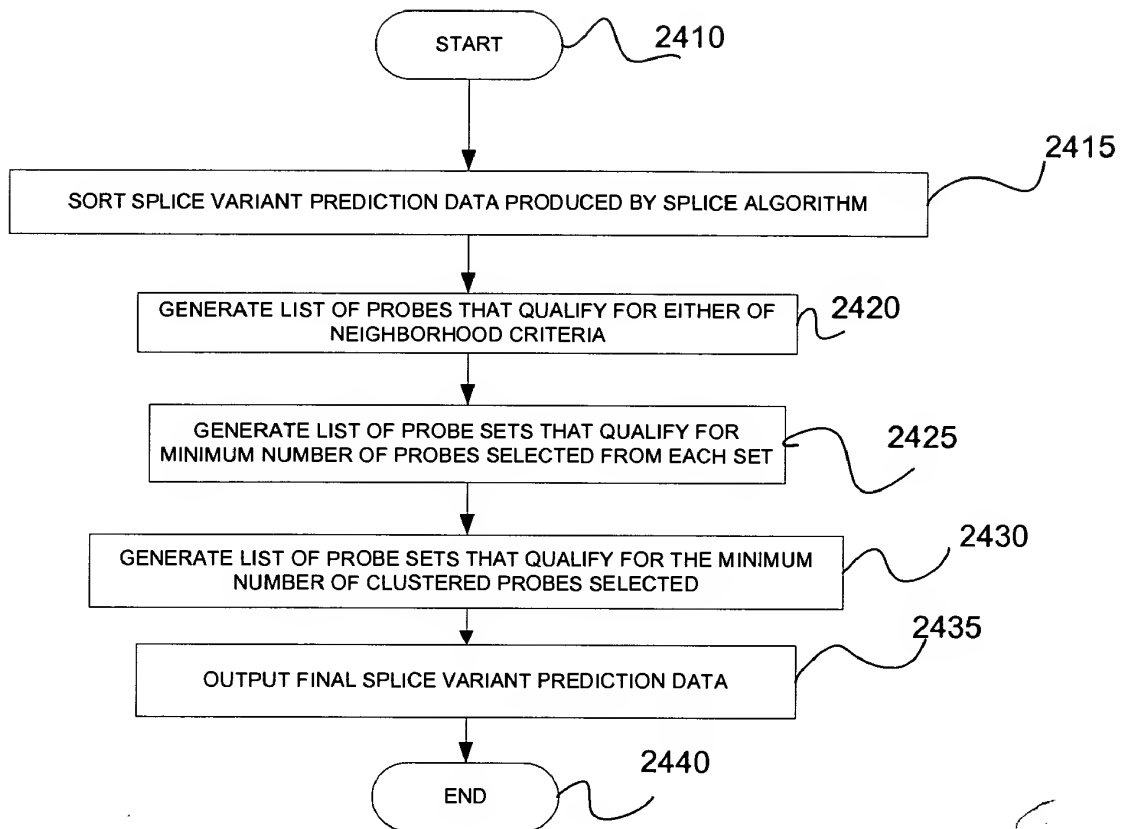 START
2410
2415
SORT SPLICE VARIANT PREDICTION DATA PRODUCED BY SPLICE ALGORITHM
GENERATE LIST OF PROBES THAT QUALIFY FOR EITHER OF
NEIGHBORHOOD CRITERIA
2420
GENERATE LIST OF PROBE SETS THAT QUALIFY FOR
MINIMUM NUMBER OF PROBES SELECTED FROM EACH SET
2425
GENERATE LIST OF PROBE SETS THAT QUALIFY FOR THE MINIMUM
NUMBER OF CLUSTERED PROBES SELECTED
2430
2435
OUTPUT FINAL SPLICE VARIANT PREDICTION DATA
END
2440